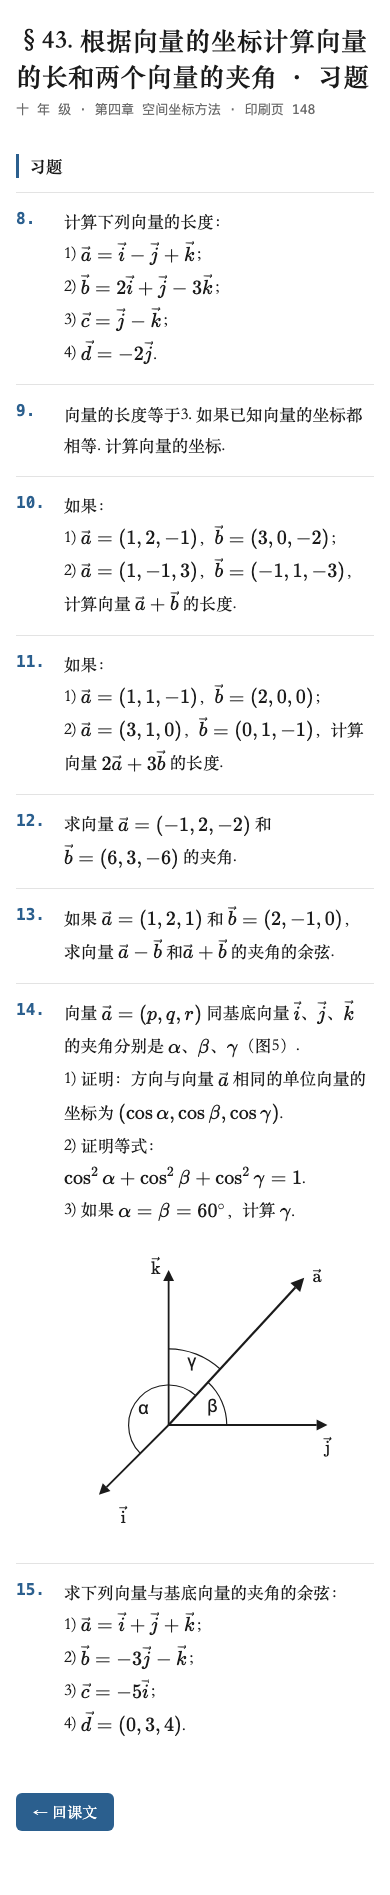 § 43. 根据向量的坐标计算向量
的长和两个向量的夹角 · 习题
十 年 级 · 第四章 空间坐标方法 · 印刷页 148
习题
8. 计算下列向量的长度：
1) a⃗ = i⃗ − j⃗ + k⃗；
2) b⃗ = 2i⃗ + j⃗ − 3k⃗；
3) c⃗ = j⃗ − k⃗；
4) d⃗ = −2j⃗.
9. 向量的长度等于3. 如果已知向量的坐标都
相等. 计算向量的坐标.
10. 如果：
1) a⃗ = (1, 2, −1)，b⃗ = (3, 0, −2)；
2) a⃗ = (1, −1, 3)，b⃗ = (−1, 1, −3)，
计算向量 a⃗ + b⃗ 的长度.
11. 如果：
1) a⃗ = (1, 1, −1)，b⃗ = (2, 0, 0)；
2) a⃗ = (3, 1, 0)，b⃗ = (0, 1, −1)，计算
向量 2a⃗ + 3b⃗ 的长度.
12. 求向量 a⃗ = (−1, 2, −2) 和
b⃗ = (6, 3, −6) 的夹角.
13. 如果 a⃗ = (1, 2, 1) 和 b⃗ = (2, −1, 0)，
求向量 a⃗ − b⃗ 和a⃗ + b⃗ 的夹角的余弦.
14. 向量 a⃗ = (p, q, r) 同基底向量 i⃗、j⃗、k⃗
的夹角分别是 α、β、γ（图5）.
1) 证明：方向与向量 a⃗ 相同的单位向量的
坐标为 (cos α, cos β, cos γ).
2) 证明等式：
cos² α + cos² β + cos² γ = 1.
3) 如果 α = β = 60°，计算 γ.
k⃗
a⃗
γ
α
β
j⃗
i⃗
15. 求下列向量与基底向量的夹角的余弦：
1) a⃗ = i⃗ + j⃗ + k⃗；
2) b⃗ = −3j⃗ − k⃗；
3) c⃗ = −5i⃗；
4) d⃗ = (0, 3, 4).
← 回课文